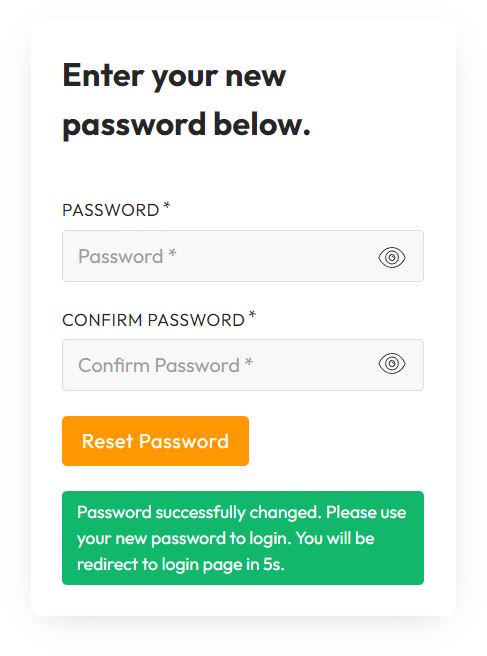 Enter your new
password below.
PASSWORD *
Password *
CONFIRM PASSWORD *
Confirm Password *
Reset Password
Password successfully changed. Please use
your new password to login. You will be
redirect to login page in 5s.